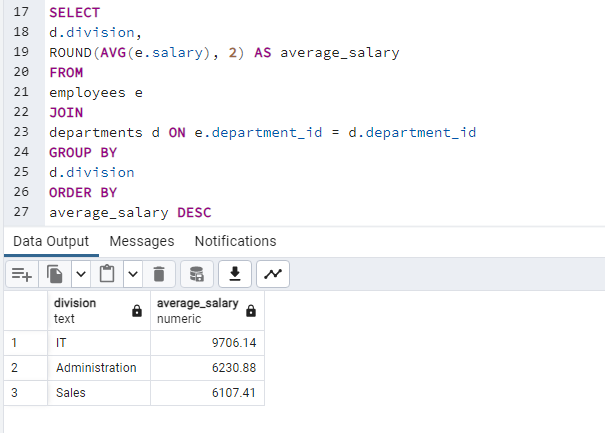 17 SELECT
18 d.division,
19 ROUND(AVG(e.salary), 2) AS average_salary
20 FROM
21 employees e
22 JOIN
23 departments d ON e.department_id = d.department_id
24 GROUP BY
25 d.division
26 ORDER BY
27 average_salary DESC
Data Output Messages Notifications
division average_salary
text numeric
1 IT 9706.14
2 Administration 6230.88
3 Sales 6107.41